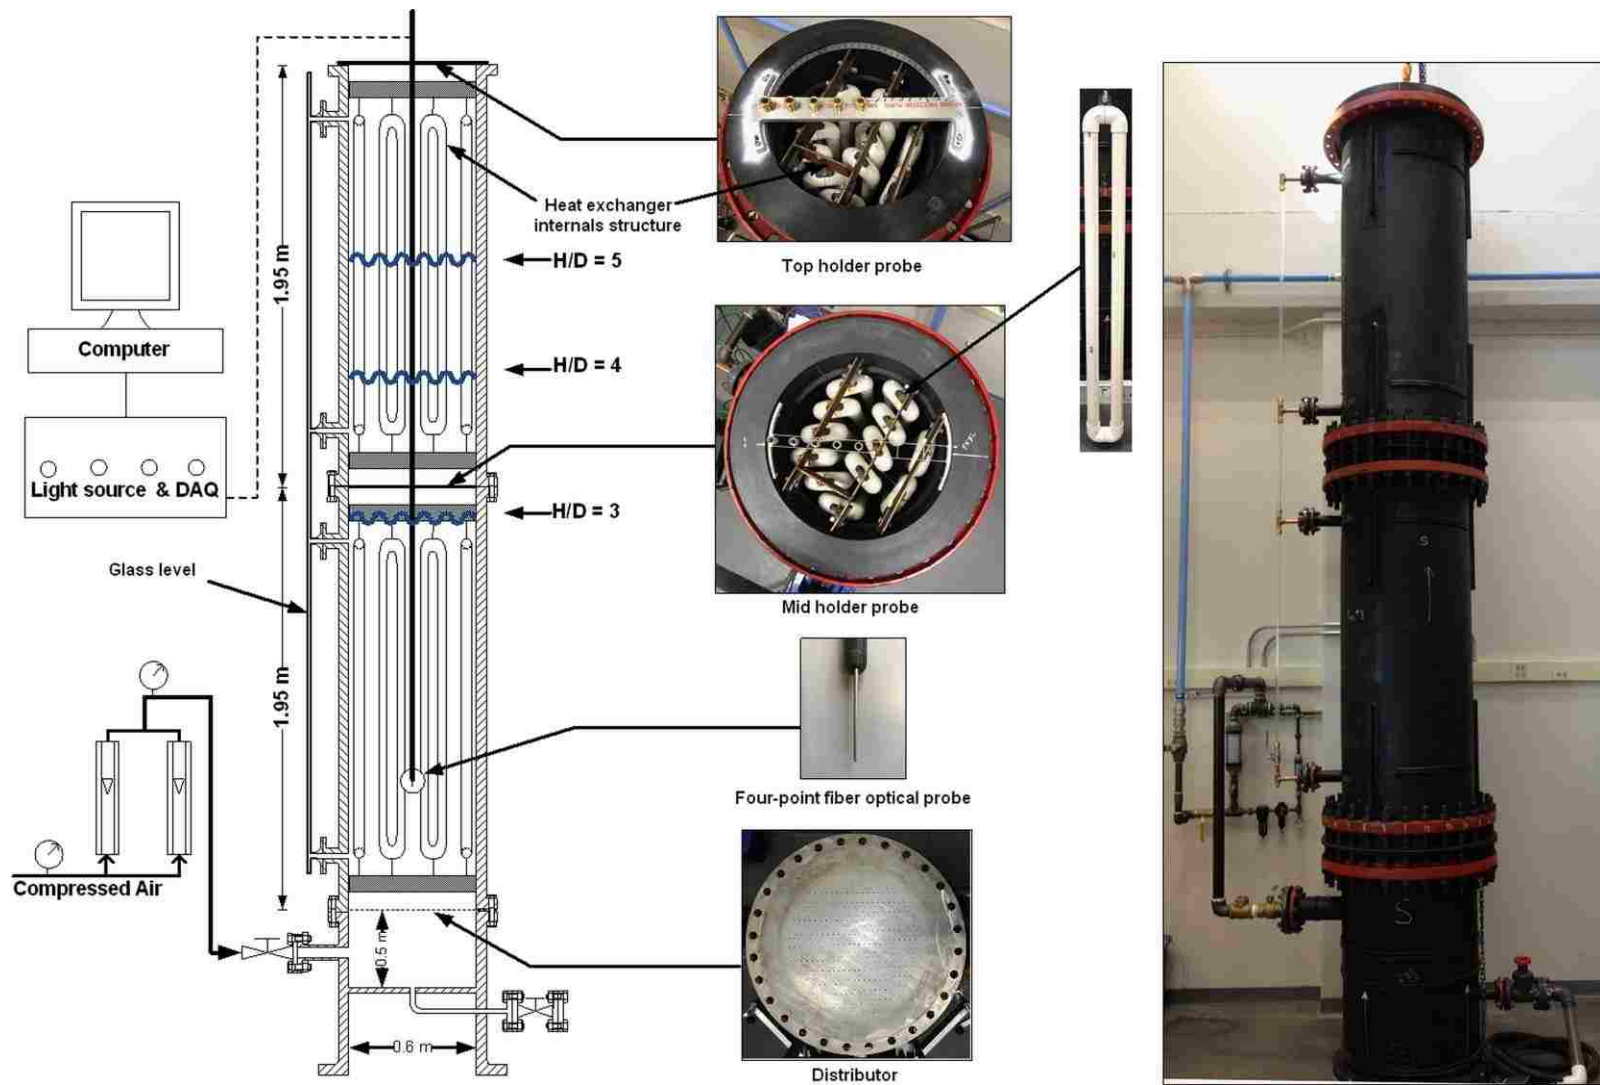 1.95 m
Heat exchanger
internals structure
Top holder probe
H/D = 5
Computer
H/D = 4
Light source & DAQ
H/D = 3
Mid holder probe
Glass level
1.95 m
Four-point fiber optical probe
Compressed Air
0.5 m
0.6 m
Distributor
S
S